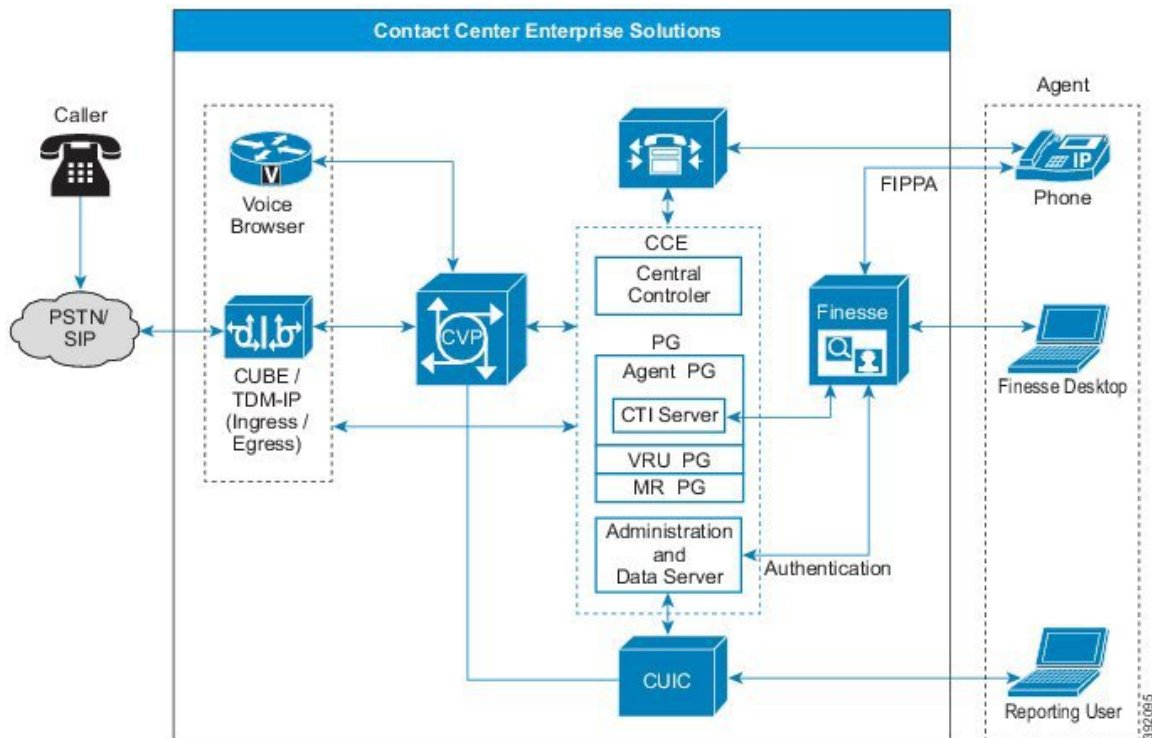 Contact Center Enterprise Solutions
Caller
PSTN/
SIP
V
Voice
Browser
CUBE /
TDM-IP
(Ingress /
Egress)
CVP
CCE
Central
Controler
PG
Agent PG
CTI Server
VRU PG
MR PG
Administration
and
Data Server
CUIC
Finesse
FIPPA
Authentication
Agent
IP
Phone
Finesse Desktop
Reporting User
392095